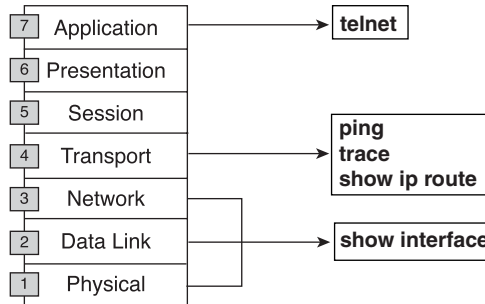 7 Application
telnet
6 Presentation
5 Session
4 Transport
ping
trace
show ip route
3 Network
2 Data Link
show interface
1 Physical